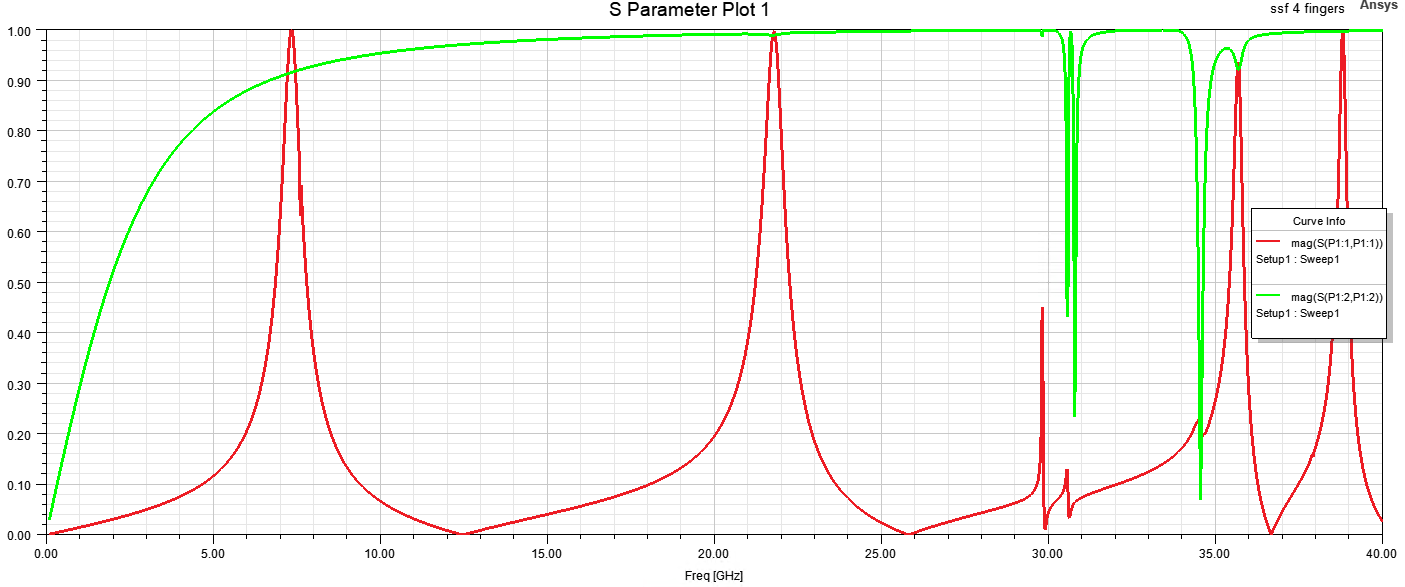 S Parameter Plot 1
ssf 4 fingers
Ansys
1.00
0.90
0.80
0.70
0.60
0.50
0.40
0.30
0.20
0.10
0.00
Curve Info
mag(S(P1:1,P1:1))
Setup1 : Sweep1
mag(S(P1:2,P1:2))
Setup1 : Sweep1
0.00 5.00 10.00 15.00 20.00 25.00 30.00 35.00 40.00
Freq [GHz]